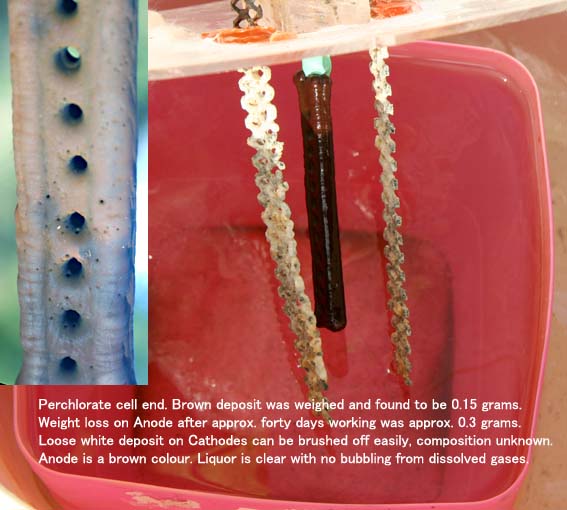 Perchlorate cell end. Brown deposit was weighed and found to be 0.15 grams.
Weight loss on Anode after approx. forty days working was approx. 0.3 grams.
Loose white deposit on Cathodes can be brushed off easily, composition unknown.
Anode is a brown colour. Liquor is clear with no bubbling from dissolved gases.